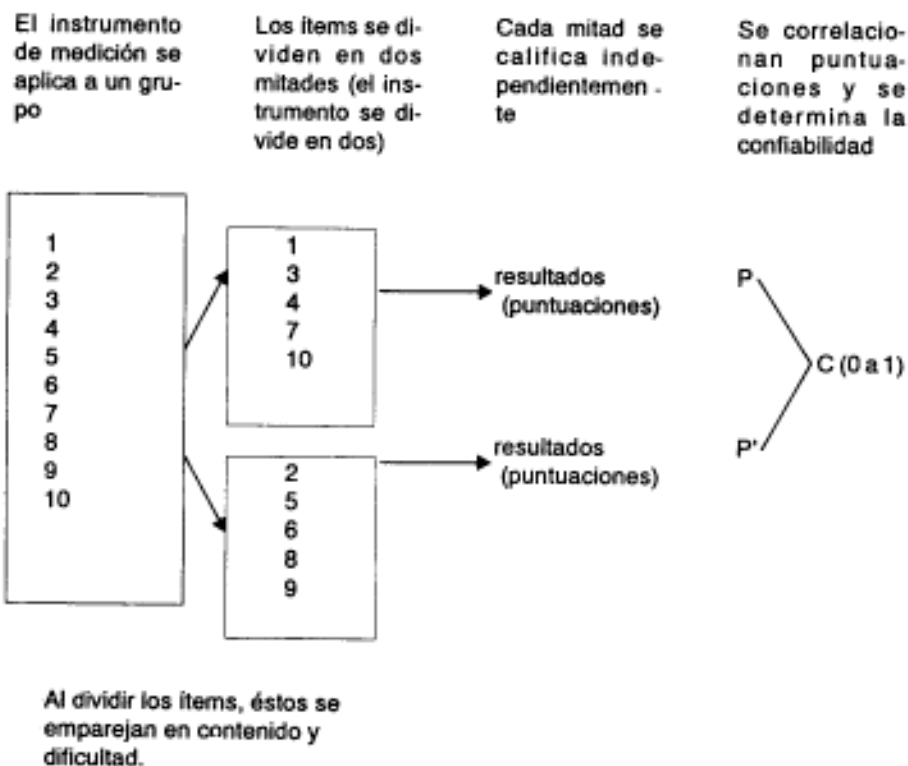 El instrumento
de medición se
aplica a un gru-
po
Los ítems se di-
viden en dos
mitades (el ins-
trumento se di-
vide en dos)
Cada mitad se
califica inde-
pendientemen -
te
Se correlacio-
nan puntua-
ciones y se
determina la
confiabilidad
1
2
3
4
5
6
7
8
9
10
1
3
4
7
10
2
5
6
8
9
resultados
(puntuaciones)
resultados
(puntuaciones)
P
C (0 a 1)
P'
Al dividir los ítems, éstos se
emparejan en contenido y
dificultad.